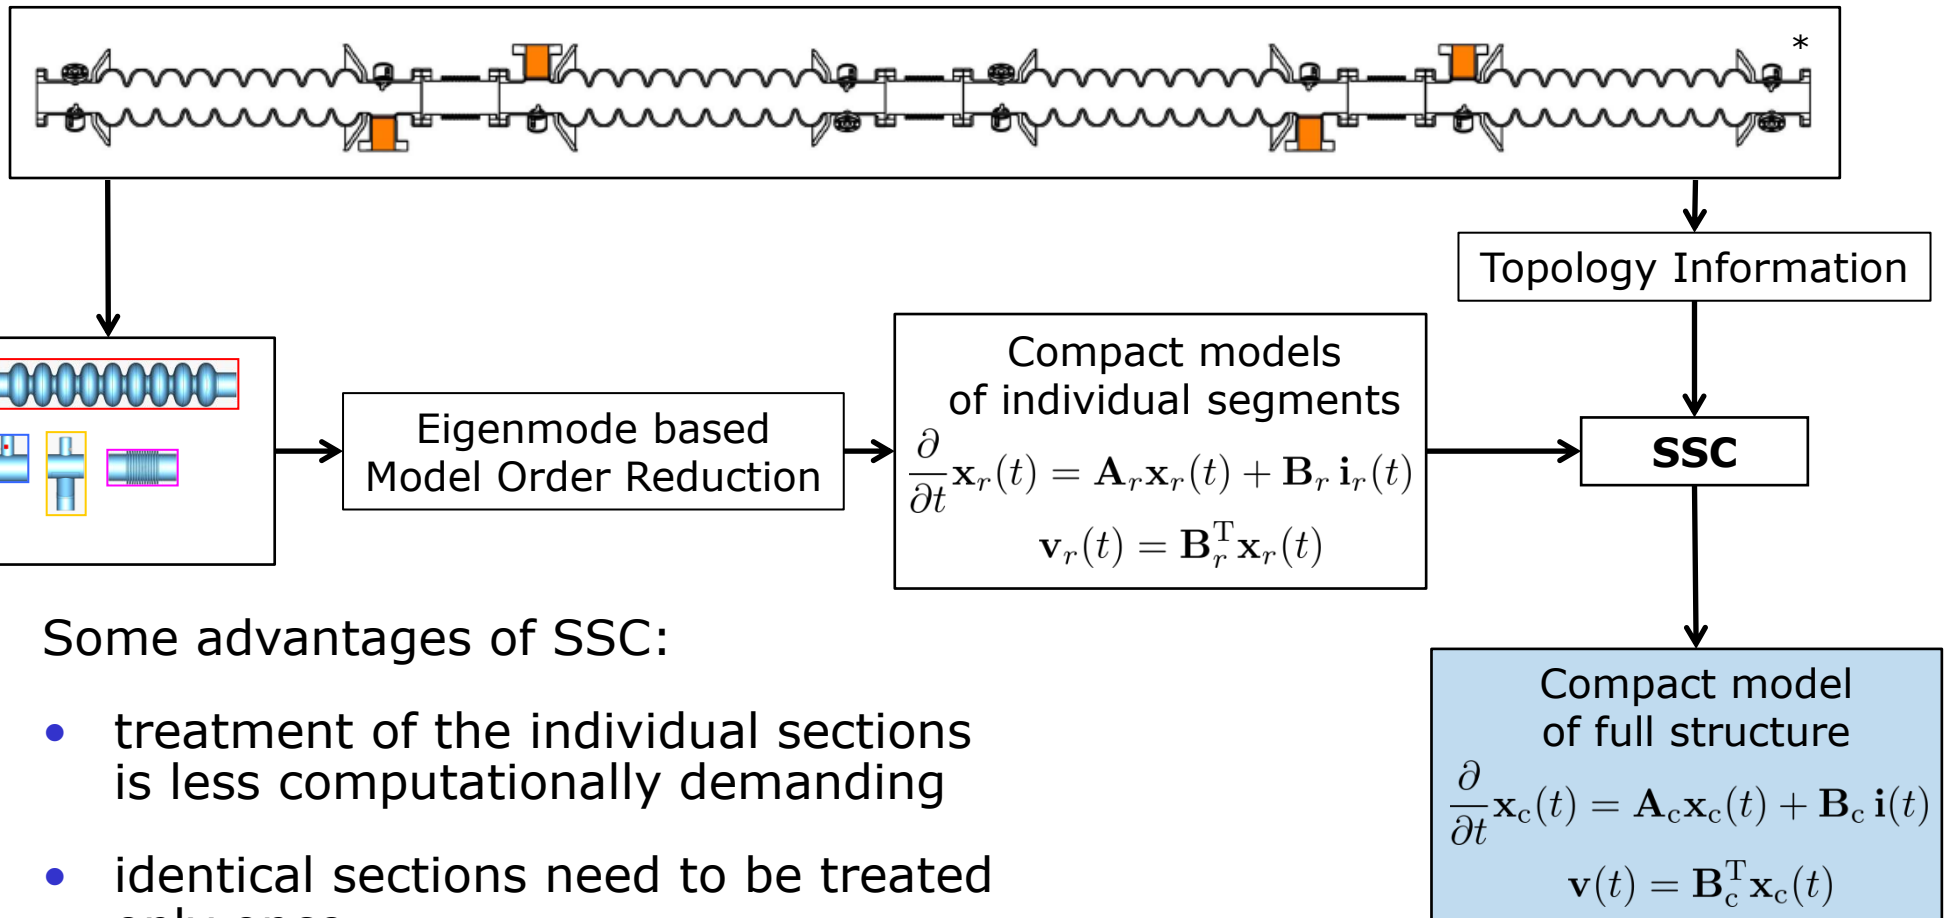 *
Topology Information
Compact models
of individual segments
∂/∂t x_r(t) = A_r x_r(t) + B_r i_r(t)
v_r(t) = B_r^T x_r(t)
Eigenmode based
Model Order Reduction
SSC
Some advantages of SSC:
• treatment of the individual sections
is less computationally demanding
• identical sections need to be treated
only once
Compact model
of full structure
∂/∂t x_c(t) = A_c x_c(t) + B_c i(t)
v(t) = B_c^T x_c(t)